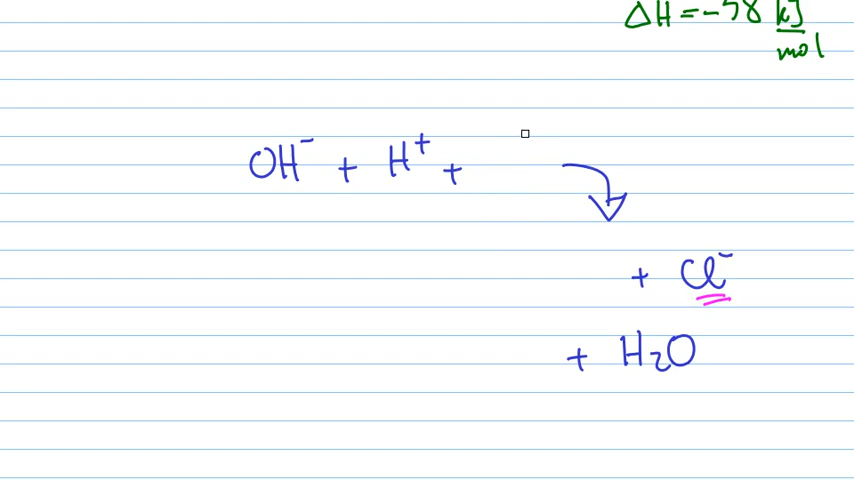 ΔH = -58 kJ/mol
OH⁻ + H⁺ +
+ Cl⁻
+ H₂O